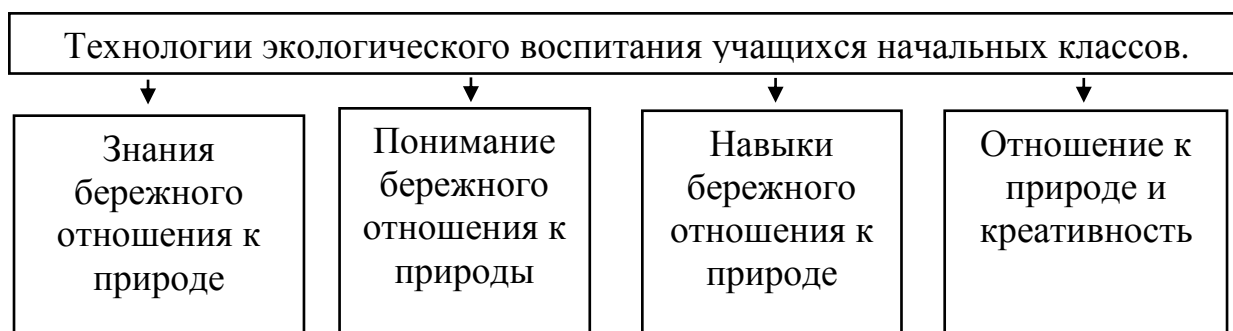 Технологии экологического воспитания учащихся начальных классов.
Знания
бережного
отношения к
природе
Понимание
бережного
отношения к
природы
Навыки
бережного
отношения к
природе
Отношение к
природе и
креативность